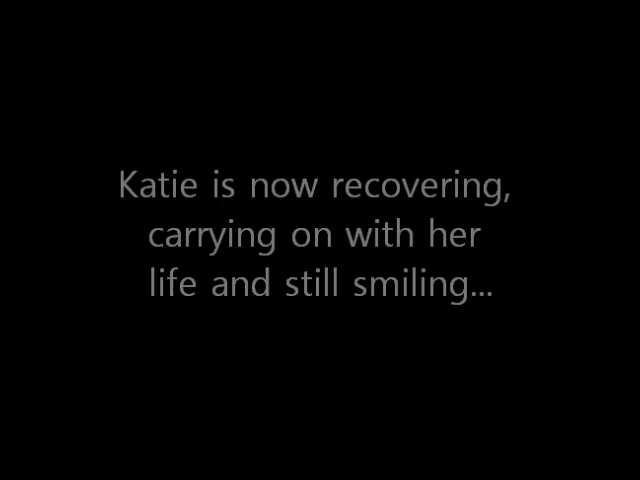 Katie is now recovering,
carrying on with her
life and still smiling...